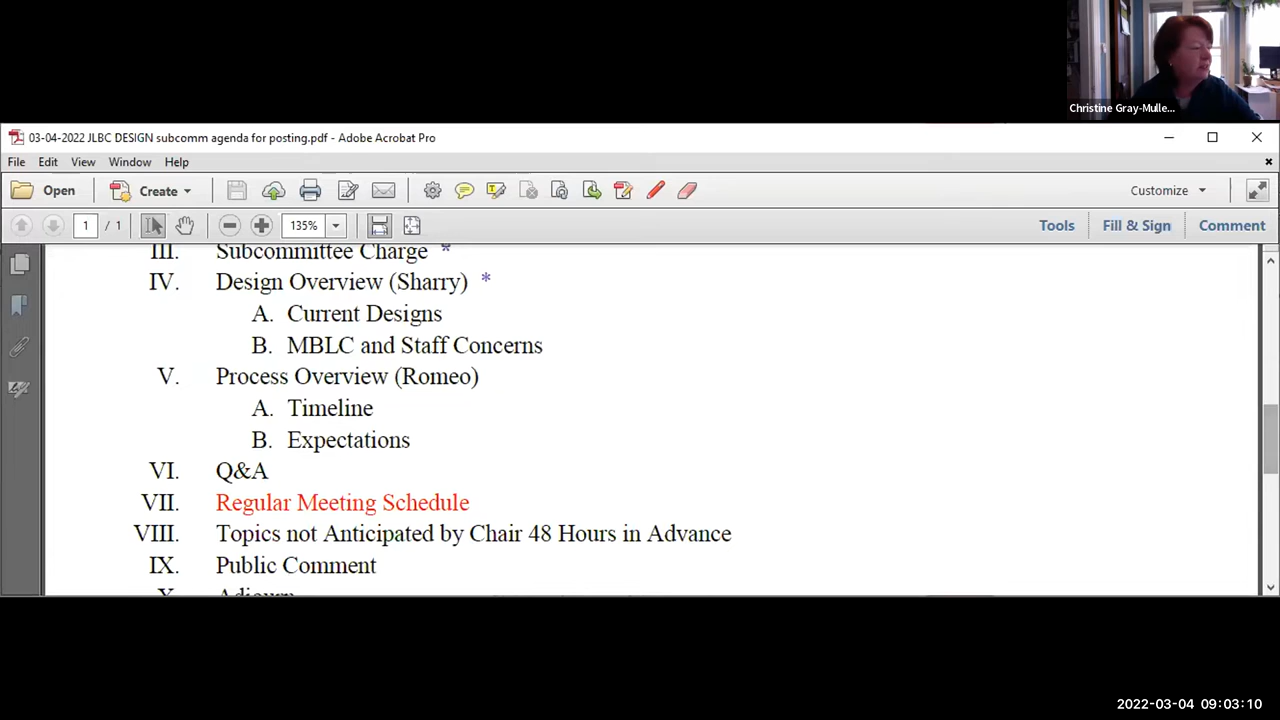 Christine Gray-Mulle...
03-04-2022 JLBC DESIGN subcomm agenda for posting.pdf - Adobe Acrobat Pro
File Edit View Window Help
Open Create Customize
1 / 1 135% Tools Fill & Sign Comment
III. Subcommittee Charge *
IV. Design Overview (Sharry) *
A. Current Designs
B. MBLC and Staff Concerns
V. Process Overview (Romeo)
A. Timeline
B. Expectations
VI. Q&A
VII. Regular Meeting Schedule
VIII. Topics not Anticipated by Chair 48 Hours in Advance
IX. Public Comment
X. Adjourn
2022-03-04 09:03:10